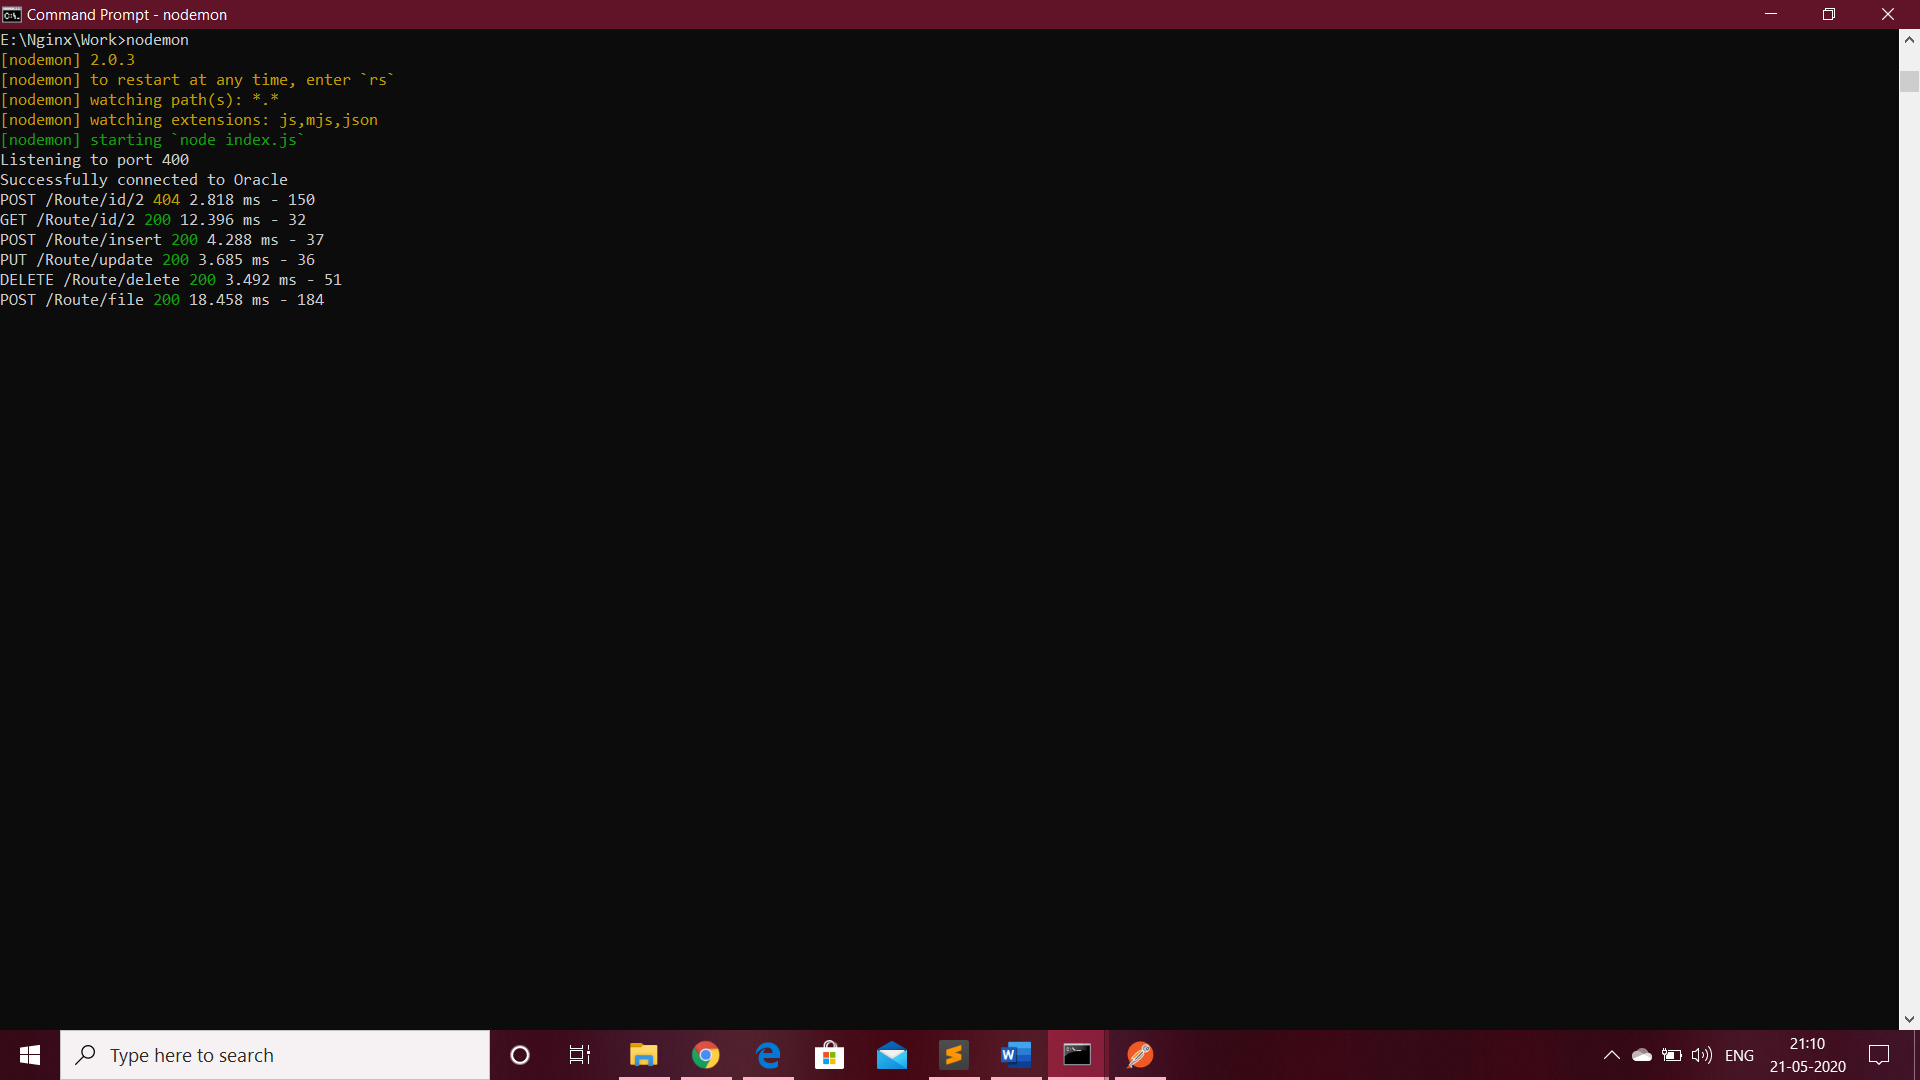 Command Prompt - nodemon
E:\Nginx\Work>nodemon
[nodemon] 2.0.3
[nodemon] to restart at any time, enter `rs`
[nodemon] watching path(s): *.*
[nodemon] watching extensions: js,mjs,json
[nodemon] starting `node index.js`
Listening to port 400
Successfully connected to Oracle
POST /Route/id/2 404 2.818 ms - 150
GET /Route/id/2 200 12.396 ms - 32
POST /Route/insert 200 4.288 ms - 37
PUT /Route/update 200 3.685 ms - 36
DELETE /Route/delete 200 3.492 ms - 51
POST /Route/file 200 18.458 ms - 184
Type here to search
ENG
21:10
21-05-2020